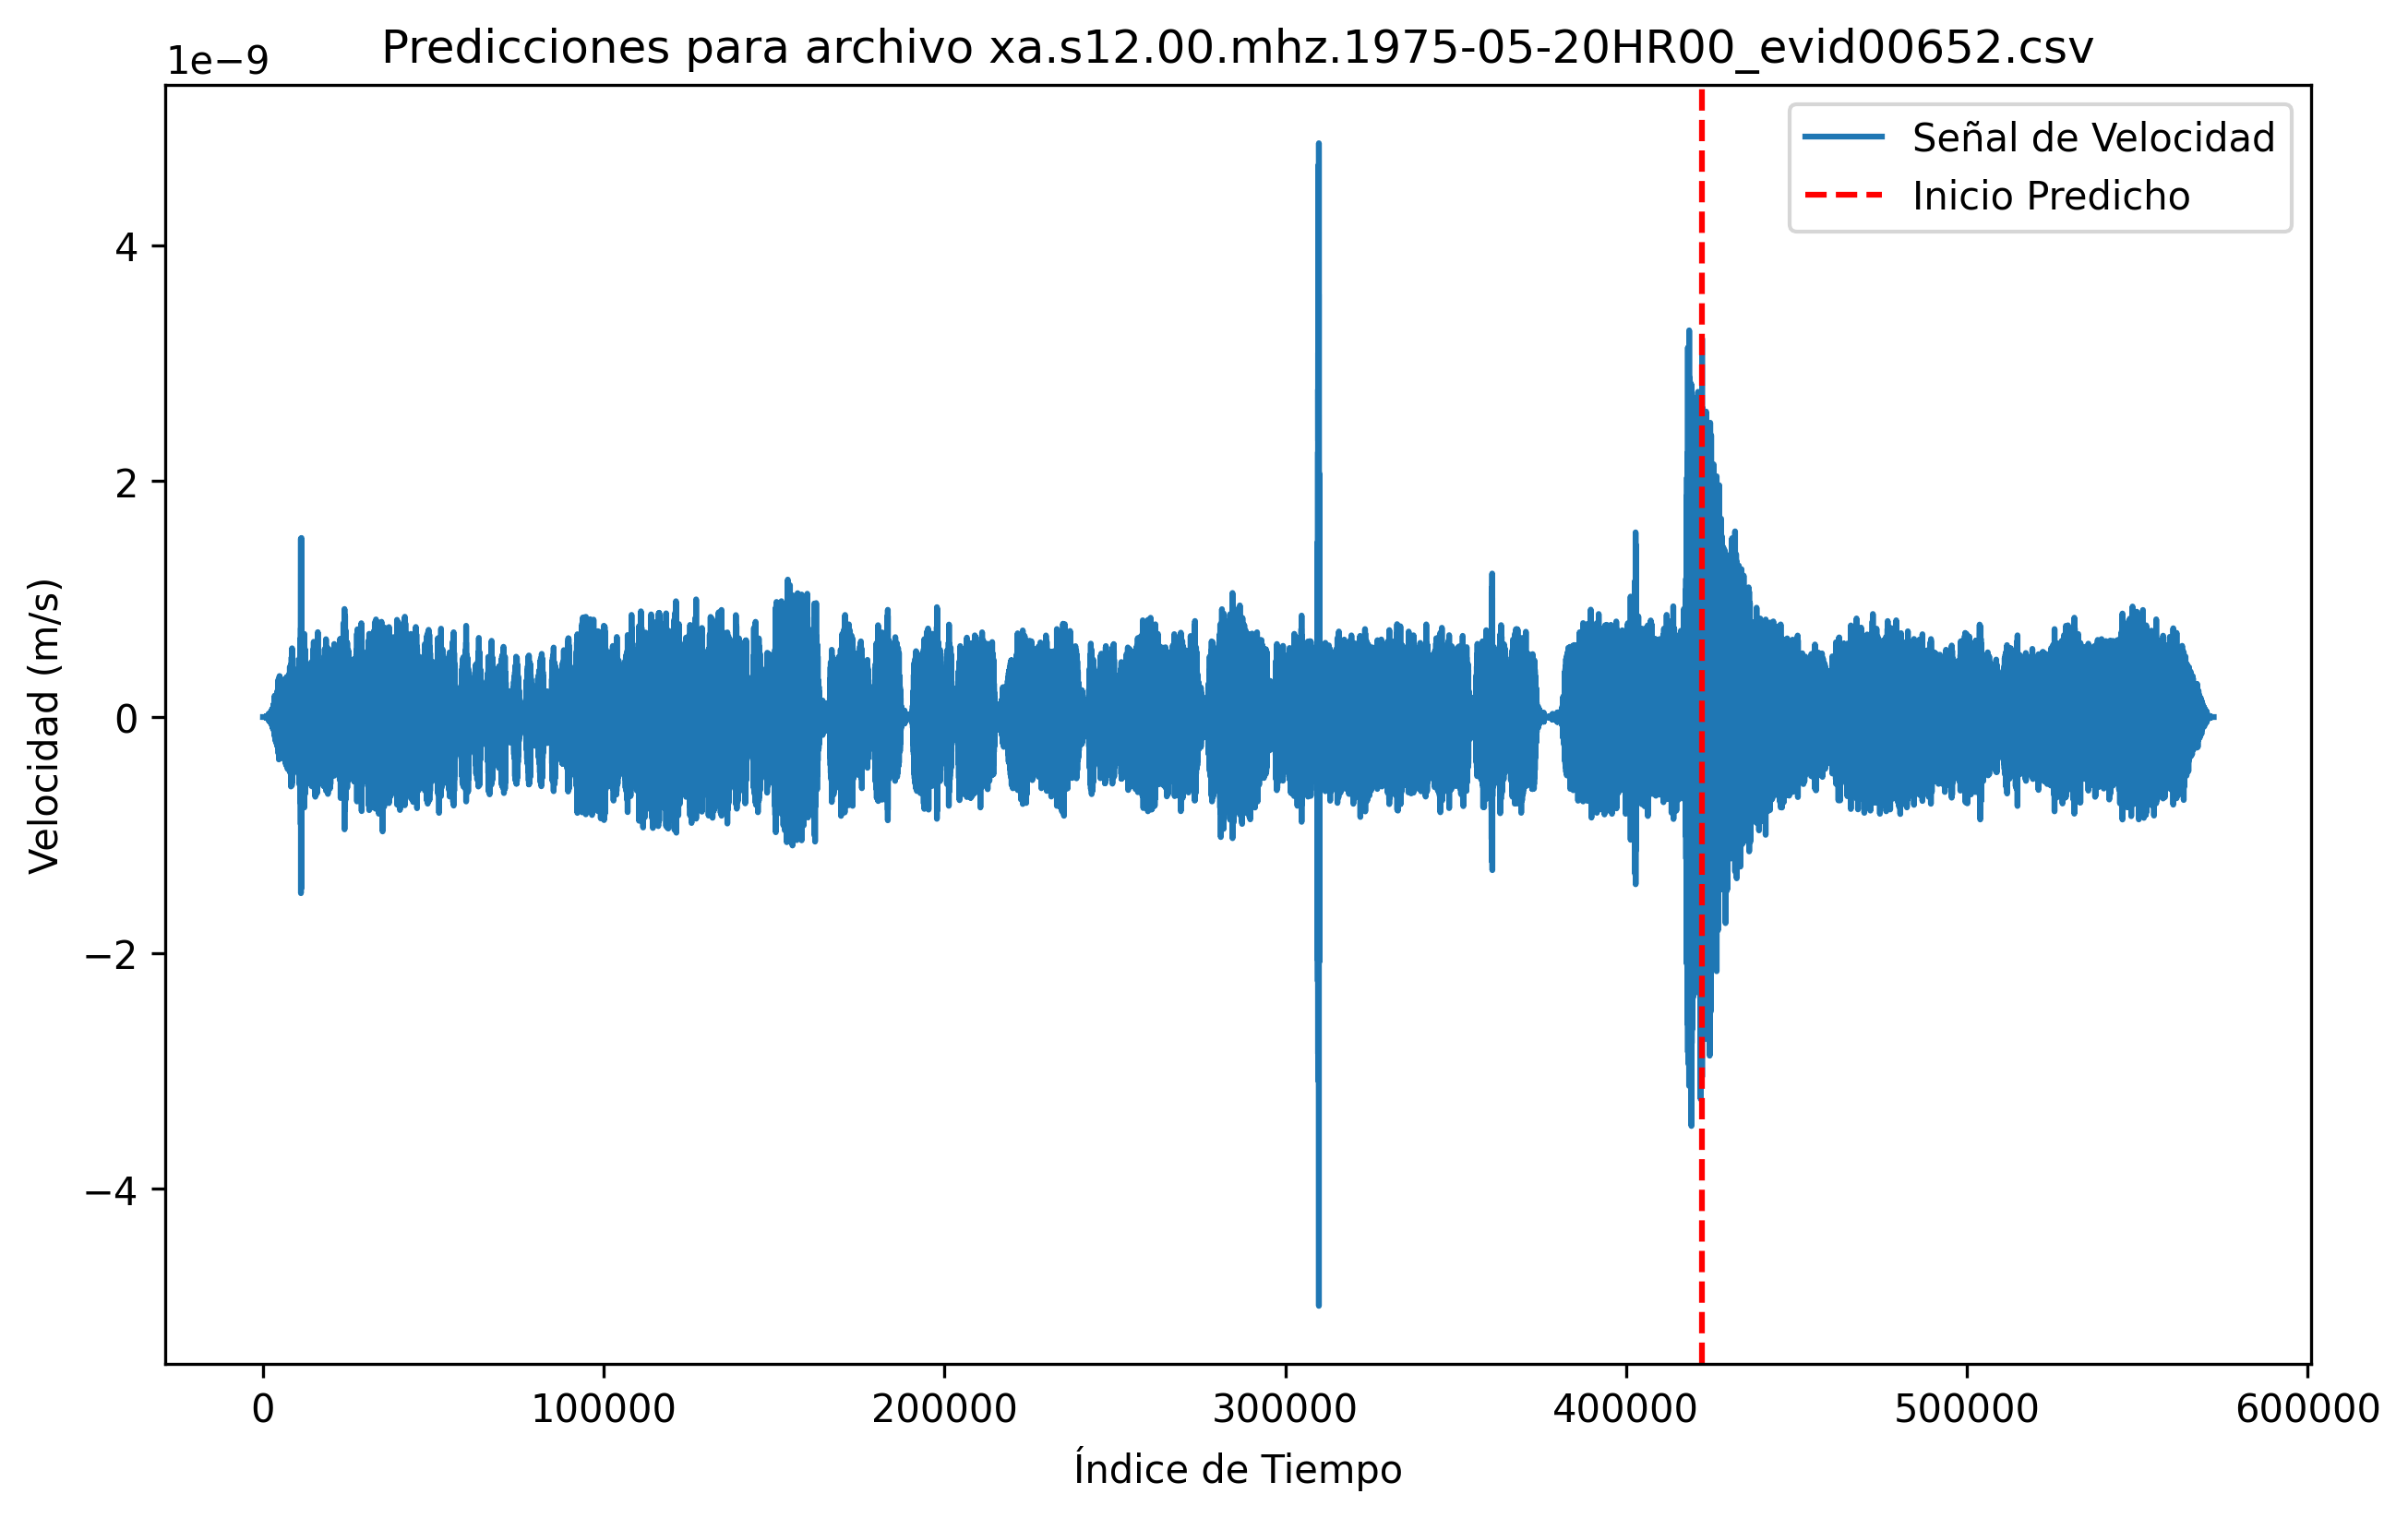 Predicciones para archivo xa.s12.00.mhz.1975-05-20HR00_evid00652.csv
1e−9
Señal de Velocidad
Inicio Predicho
4
2
0
−2
−4
Velocidad (m/s)
0 100000 200000 300000 400000 500000 600000
Índice de Tiempo